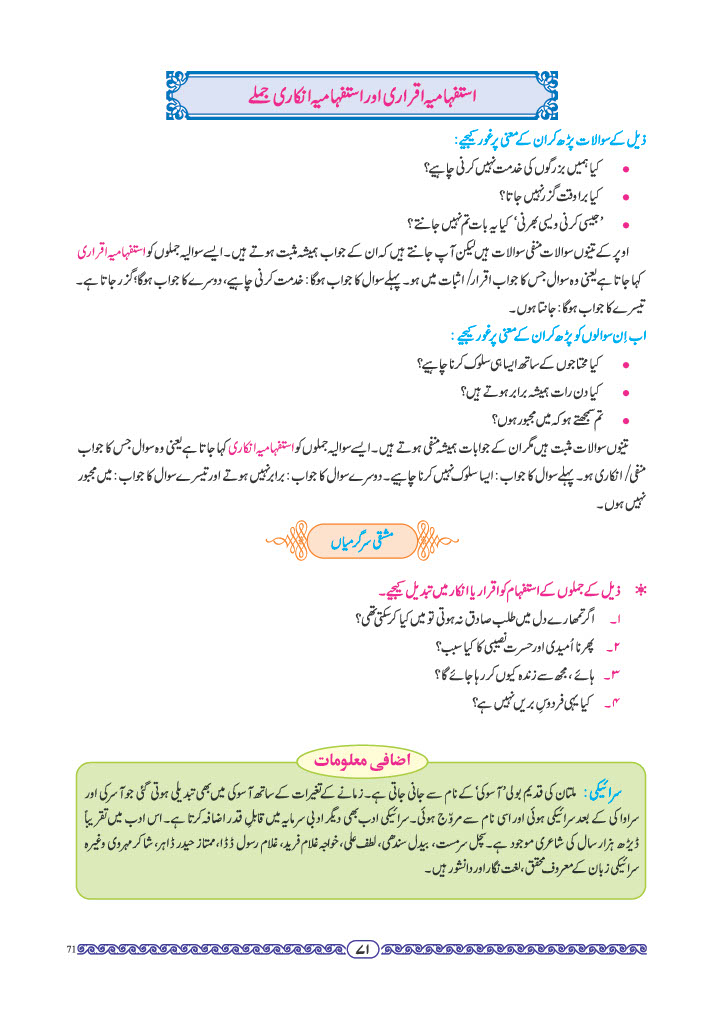 استفہامیہ اقراری اور استفہامیہ انکاری جملے
ذیل کے سوالات پڑھ کر ان کے معنی پر غور کیجیے :
• کیا ہمیں بزرگوں کی خدمت نہیں کرنی چاہیے؟
• کیا برا وقت گزر نہیں جاتا؟
• ’جیسی کرنی ویسی بھرنی‘ کیا یہ بات تم نہیں جانتے؟
اوپر کے تینوں سوالات منفی سوالات ہیں لیکن آپ جانتے ہیں کہ ان کے جواب ہمیشہ مثبت ہوتے ہیں۔ ایسے سوالیہ جملوں کو استفہامیہ اقراری
کہا جاتا ہے یعنی وہ سوال جس کا جواب اقرار/ اثبات میں ہو۔ پہلے سوال کا جواب ہوگا : خدمت کرنی چاہیے، دوسرے کا جواب ہوگا؛ گزر جاتا ہے۔
تیسرے کا جواب ہوگا : جانتا ہوں۔
اب اِن سوالوں کو پڑھ کر ان کے معنی پر غور کیجیے :
• کیا محتاجوں کے ساتھ ایسا ہی سلوک کرنا چاہیے؟
• کیا دن رات ہمیشہ برابر ہوتے ہیں؟
• تم سمجھتے ہو کہ میں مجبور ہوں؟
تینوں سوالات مثبت ہیں مگر ان کے جوابات ہمیشہ منفی ہوتے ہیں۔ ایسے سوالیہ جملوں کو استفہامیہ انکاری کہا جاتا ہے یعنی وہ سوال جس کا جواب
منفی/ انکاری ہو۔ پہلے سوال کا جواب : ایسا سلوک نہیں کرنا چاہیے۔ دوسرے سوال کا جواب : برابر نہیں ہوتے اور تیسرے سوال کا جواب : میں مجبور
نہیں ہوں۔
مشقی سرگرمیاں
* ذیل کے جملوں کے استفہام کو اقرار یا انکار میں تبدیل کیجیے۔
۱۔ اگر تمھارے دل میں طلب صادق نہ ہوتی تو میں کیا کر سکتی تھی؟
۲۔ پھر نا اُمیدی اور حسرت نصیبی کا کیا سبب؟
۳۔ ہائے، مجھ سے زندہ کیوں کر رہا جائے گا؟
۴۔ کیا یہی فردوسِ بریں نہیں ہے؟
اضافی معلومات
سرائیکی : ملتان کی قدیم بولی ’آسوکی‘ کے نام سے جانی جاتی ہے۔ زمانے کے تغیرات کے ساتھ آسوکی میں بھی تبدیلی ہوتی گئی جو آسرکی اور
سراوا کی کے بعد سرایکی ہوئی اور اسی نام سے مروّج ہوئی۔ سرائیکی ادب بھی دیگر ادبی سرمایہ میں قابلِ قدر اضافہ کرتا ہے۔ اس ادب میں تقریباً
ڈیڑھ ہزار سال کی شاعری موجود ہے۔ سچل سرمست، بیدل سندھی، لطف علی، خواجہ غلام فرید، غلام رسول ڈڈا، ممتاز حیدر ڈاہر، شاکر مہروی وغیرہ
سرائیکی زبان کے معروف محقق، لغت نگار اور دانشور ہیں۔
۷۱
71